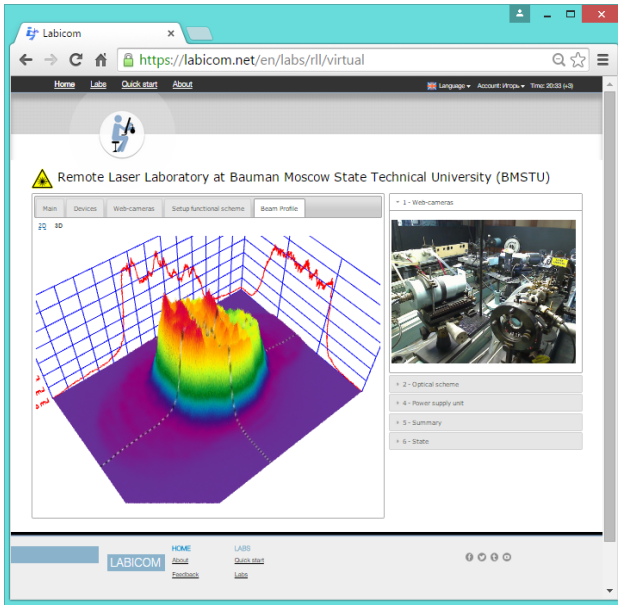 Labicom
https://labicom.net/en/labs/rll/virtual
Home Labs Quick start About
Language Account: Игорь Time: 20:33 (+3)
Remote Laser Laboratory at Bauman Moscow State Technical University (BMSTU)
Main Devices Web-cameras Setup functional scheme Beam Profile
2D 3D
1 - Web-cameras
2 - Optical scheme
4 - Power supply unit
5 - Summary
6 - State
LABICOM
HOME
About
Feedback
LABS
Quick start
Labs